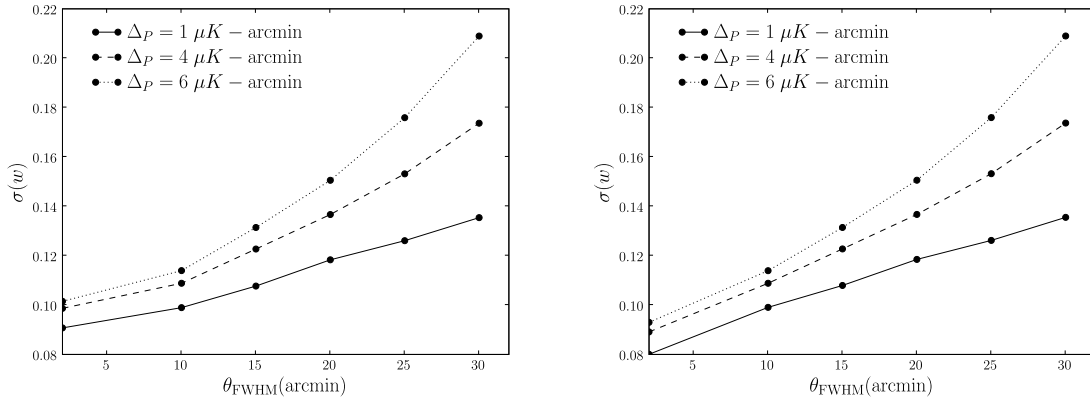 0.22
0.20
0.18
0.16
0.14
0.12
0.10
0.08
σ(w)
Δ_P = 1 μK − arcmin
Δ_P = 4 μK − arcmin
Δ_P = 6 μK − arcmin
5 10 15 20 25 30
θ_FWHM(arcmin)
0.22
0.20
0.18
0.16
0.14
0.12
0.10
0.08
σ(w)
Δ_P = 1 μK − arcmin
Δ_P = 4 μK − arcmin
Δ_P = 6 μK − arcmin
5 10 15 20 25 30
θ_FWHM(arcmin)